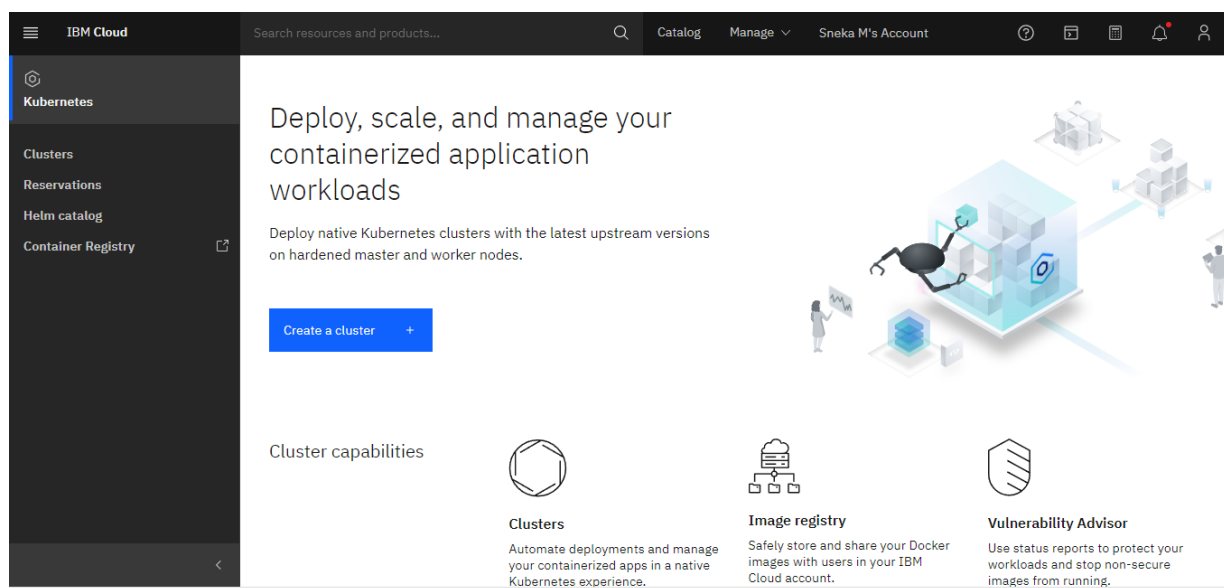 IBM Cloud
Search resources and products...
Catalog
Manage
Sneka M's Account
Kubernetes
Clusters
Reservations
Helm catalog
Container Registry
Deploy, scale, and manage your
containerized application
workloads
Deploy native Kubernetes clusters with the latest upstream versions
on hardened master and worker nodes.
Create a cluster +
Cluster capabilities
Clusters
Automate deployments and manage
your containerized apps in a native
Kubernetes experience.
Image registry
Safely store and share your Docker
images with users in your IBM
Cloud account.
Vulnerability Advisor
Use status reports to protect your
workloads and stop non-secure
images from running.